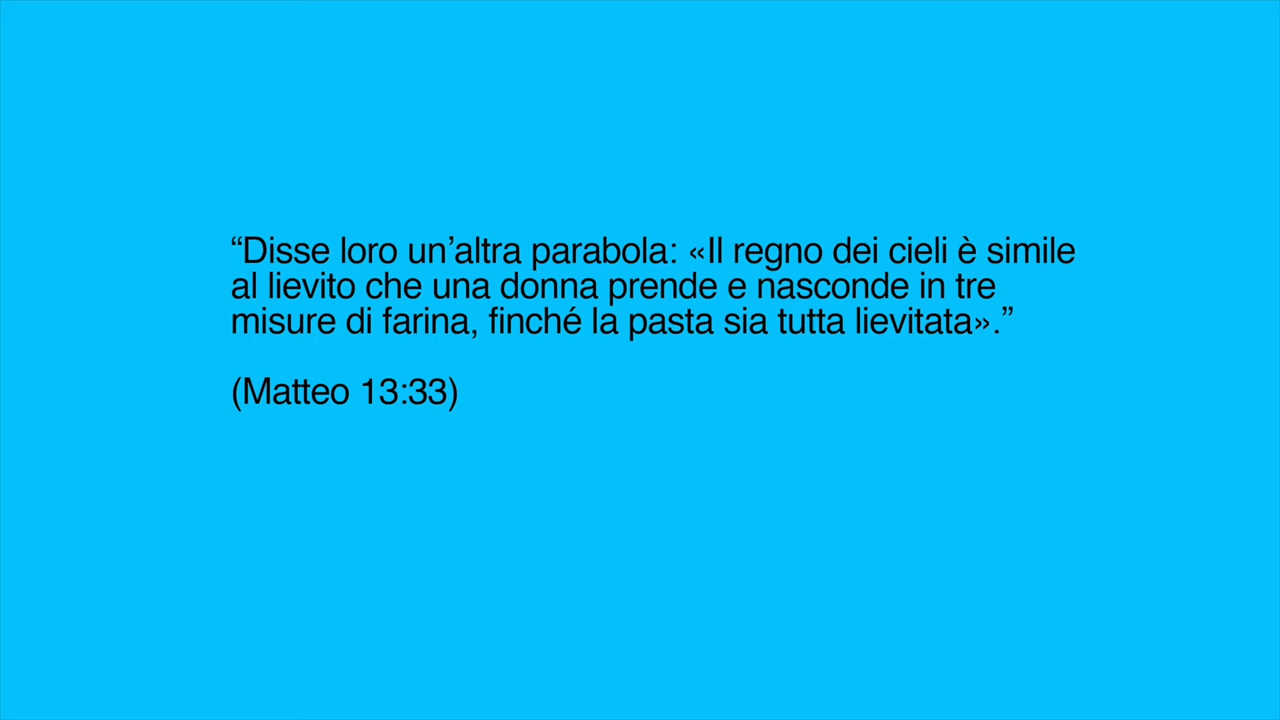 “Disse loro un’altra parabola: «Il regno dei cieli è simile
al lievito che una donna prende e nasconde in tre
misure di farina, finché la pasta sia tutta lievitata».”
(Matteo 13:33)